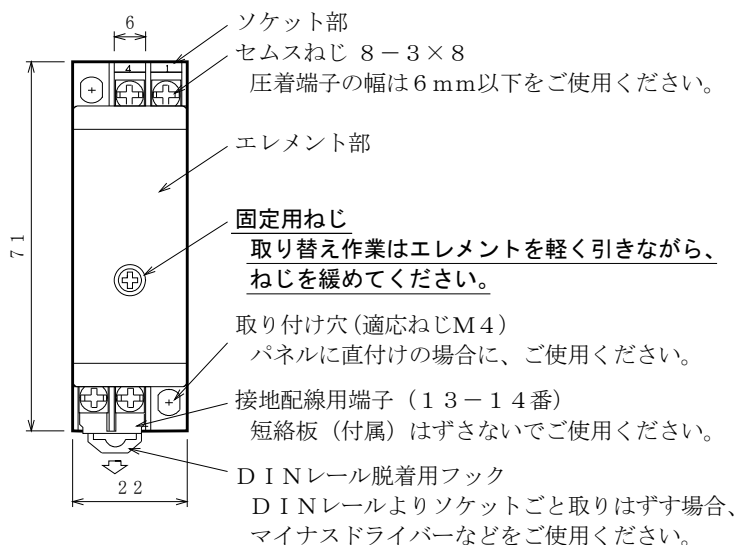 6
ソケット部
セムスねじ 8－3×8
圧着端子の幅は6mm以下をご使用ください。
4 1
エレメント部
71
固定用ねじ
取り替え作業はエレメントを軽く引きながら、
ねじを緩めてください。
取り付け穴(適応ねじM4)
パネルに直付けの場合に、ご使用ください。
接地配線用端子（13－14番）
短絡板（付属）はずさないでご使用ください。
DINレール脱着用フック
22
DINレールよりソケットごと取りはずす場合、
マイナスドライバーなどをご使用ください。